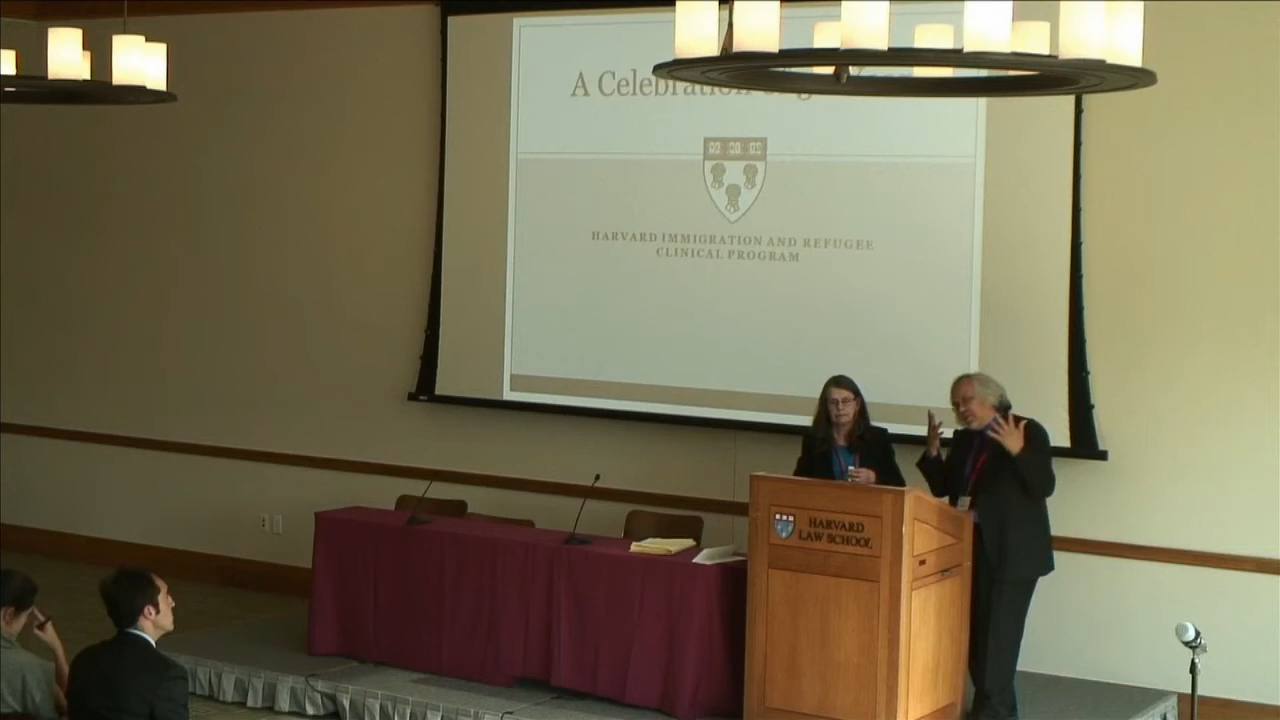 A Celebration
HARVARD IMMIGRATION AND REFUGEE
CLINICAL PROGRAM
HARVARD
LAW SCHOOL